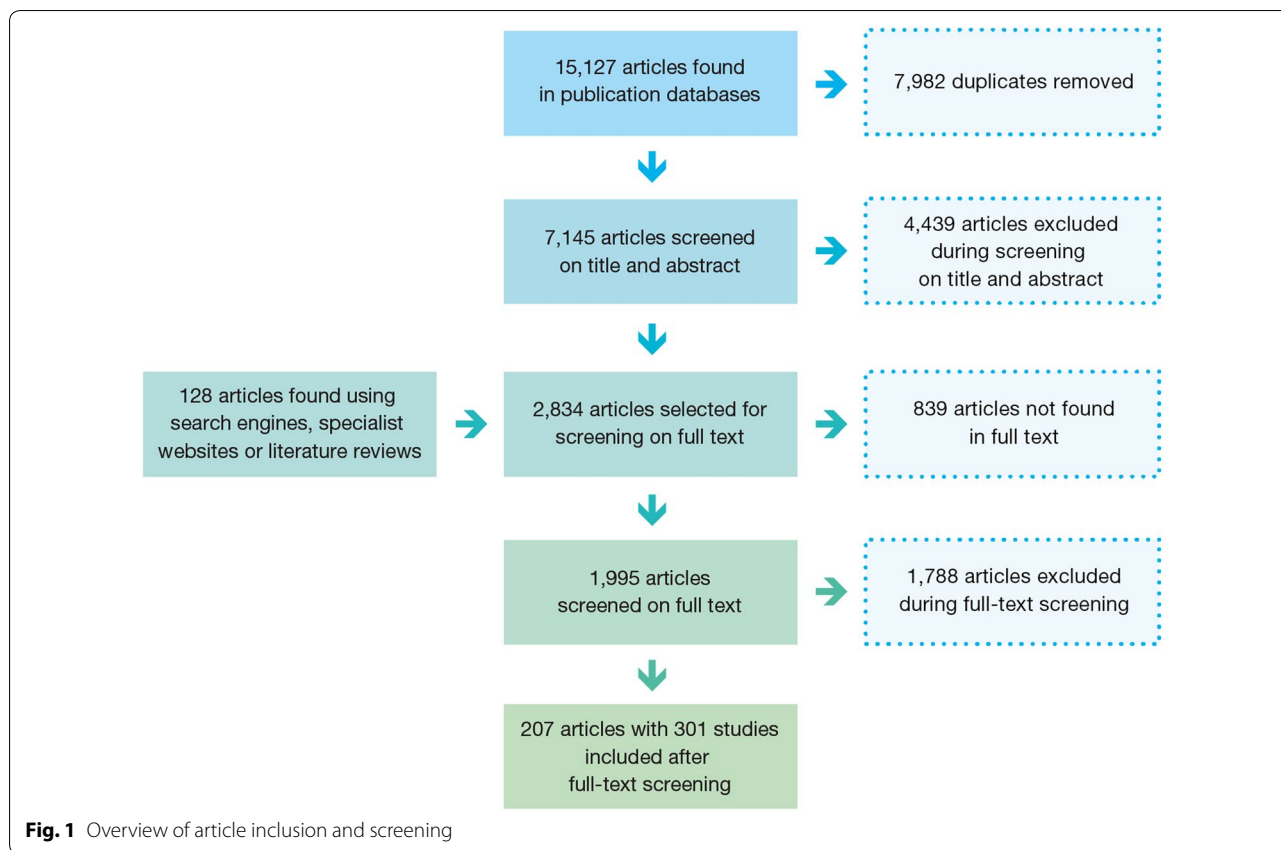 15,127 articles found
in publication databases
7,982 duplicates removed
7,145 articles screened
on title and abstract
4,439 articles excluded
during screening
on title and abstract
128 articles found using
search engines, specialist
websites or literature reviews
2,834 articles selected for
screening on full text
839 articles not found
in full text
1,995 articles
screened on full text
1,788 articles excluded
during full-text screening
207 articles with 301 studies
included after
full-text screening
Fig. 1 Overview of article inclusion and screening